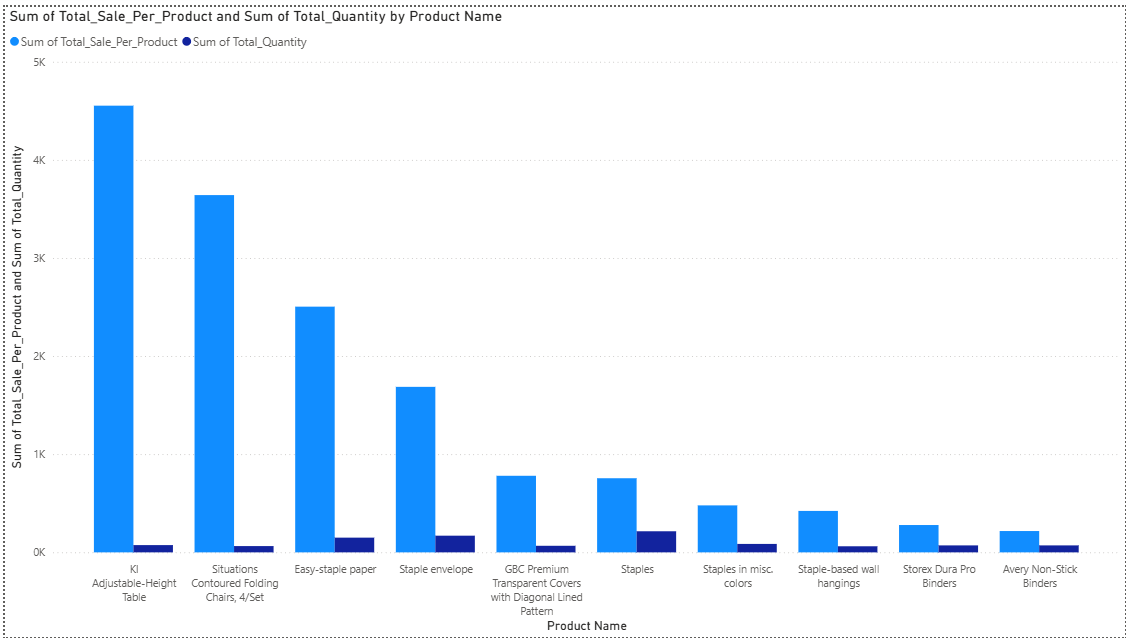 Sum of Total_Sale_Per_Product and Sum of Total_Quantity by Product Name
Sum of Total_Sale_Per_Product Sum of Total_Quantity
Sum of Total_Sale_Per_Product and Sum of Total_Quantity
5K
4K
3K
2K
1K
0K
KI
Adjustable-Height
Table
Situations
Contoured Folding
Chairs, 4/Set
Easy-staple paper
Staple envelope
GBC Premium
Transparent Covers
with Diagonal Lined
Pattern
Staples
Staples in misc.
colors
Staple-based wall
hangings
Storex Dura Pro
Binders
Avery Non-Stick
Binders
Product Name